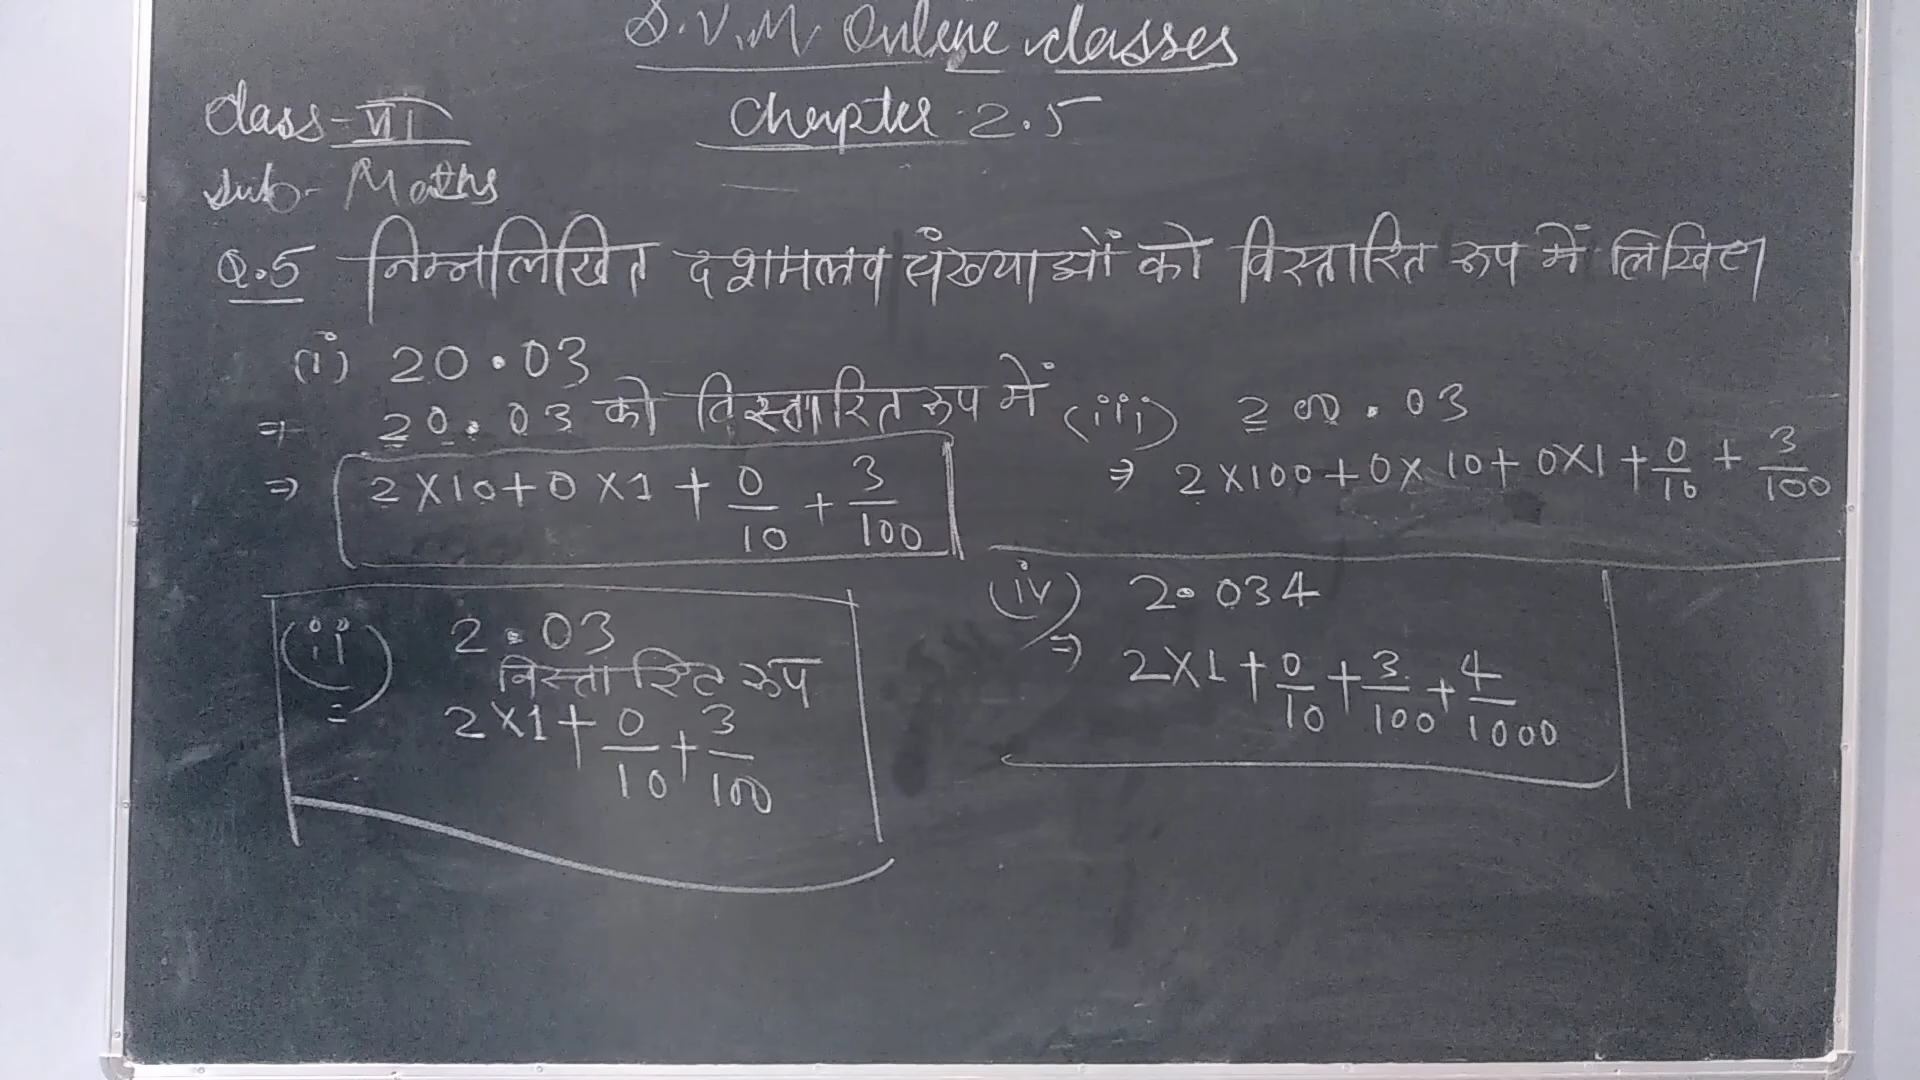 S.V.M. Online classes
Class-VII
Chapter 2.5
Sub- Maths
Q.5 निम्नलिखित दशमलव संख्याओं को विस्तारित रूप में लिखिए।
(i) 20.03
⇒ 20.03 को विस्तारित रूप में
⇒ 2×10+0×1+0/10+3/100
(ii) 2.03
विस्तारित रूप
2×1+0/10+3/100
(iii) 200.03
⇒ 2×100+0×10+0×1+0/10+3/100
(iv) 2.034
⇒ 2×1+0/10+3/100+4/1000